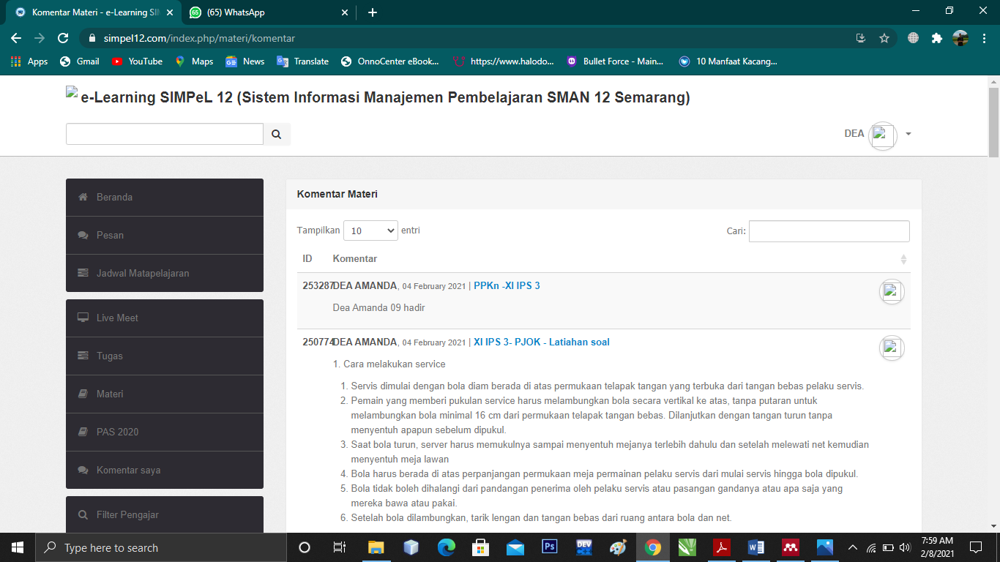 Komentar Materi - e-Learning SIM
(65) WhatsApp
simpel12.com/index.php/materi/komentar
Apps Gmail YouTube Maps News Translate OnnoCenter eBook... https://www.halodo... Bullet Force - Main... 10 Manfaat Kacang...
e-Learning SIMPeL 12 (Sistem Informasi Manajemen Pembelajaran SMAN 12 Semarang)
DEA
Beranda
Pesan
Jadwal Matapelajaran
Live Meet
Tugas
Materi
PAS 2020
Komentar saya
Filter Pengajar
Komentar Materi
Tampilkan 10 entri
Cari:
ID Komentar
253287 DEA AMANDA, 04 February 2021 | PPKn -XI IPS 3
Dea Amanda 09 hadir
250774 DEA AMANDA, 04 February 2021 | XI IPS 3- PJOK - Latiahan soal
1. Cara melakukan service
1. Servis dimulai dengan bola diam berada di atas permukaan telapak tangan yang terbuka dari tangan bebas pelaku servis.
2. Pemain yang memberi pukulan service harus melambungkan bola secara vertikal ke atas, tanpa putaran untuk
melambungkan bola minimal 16 cm dari permukaan telapak tangan bebas. Dilanjutkan dengan tangan turun tanpa
menyentuh apapun sebelum dipukul.
3. Saat bola turun, server harus memukulnya sampai menyentuh mejanya terlebih dahulu dan setelah melewati net kemudian
menyentuh meja lawan
4. Bola harus berada di atas perpanjangan permukaan meja permainan pelaku servis dari mulai servis hingga bola dipukul.
5. Bola tidak boleh dihalangi dari pandangan penerima oleh pelaku servis atau pasangan gandanya atau apa saja yang
mereka bawa atau pakai.
6. Setelah bola dilambungkan, tarik lengan dan tangan bebas dari ruang antara bola dan net.
Type here to search
7:59 AM
2/8/2021